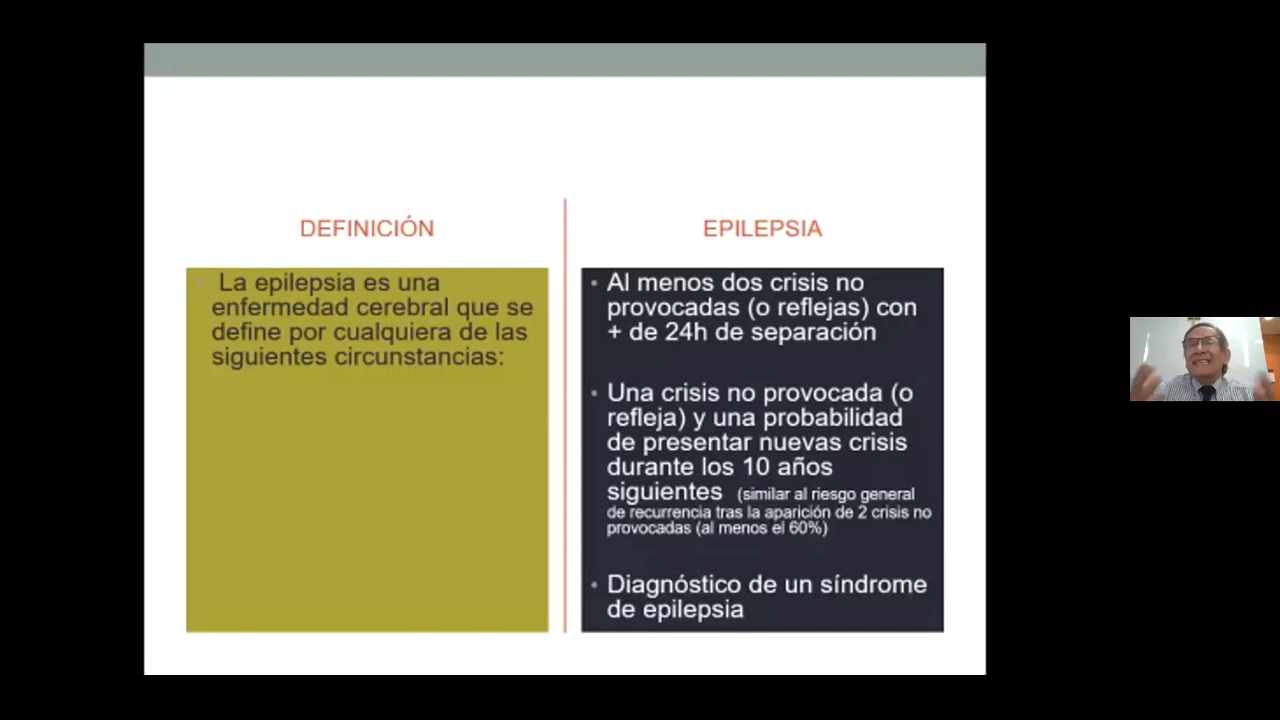 DEFINICIÓN
La epilepsia es una
enfermedad cerebral que se
define por cualquiera de las
siguientes circunstancias:
EPILEPSIA
• Al menos dos crisis no
provocadas (o reflejas) con
+ de 24h de separación
• Una crisis no provocada (o
refleja) y una probabilidad
de presentar nuevas crisis
durante los 10 años
siguientes (similar al riesgo general
de recurrencia tras la aparición de 2 crisis no
provocadas (al menos el 60%)
• Diagnóstico de un síndrome
de epilepsia